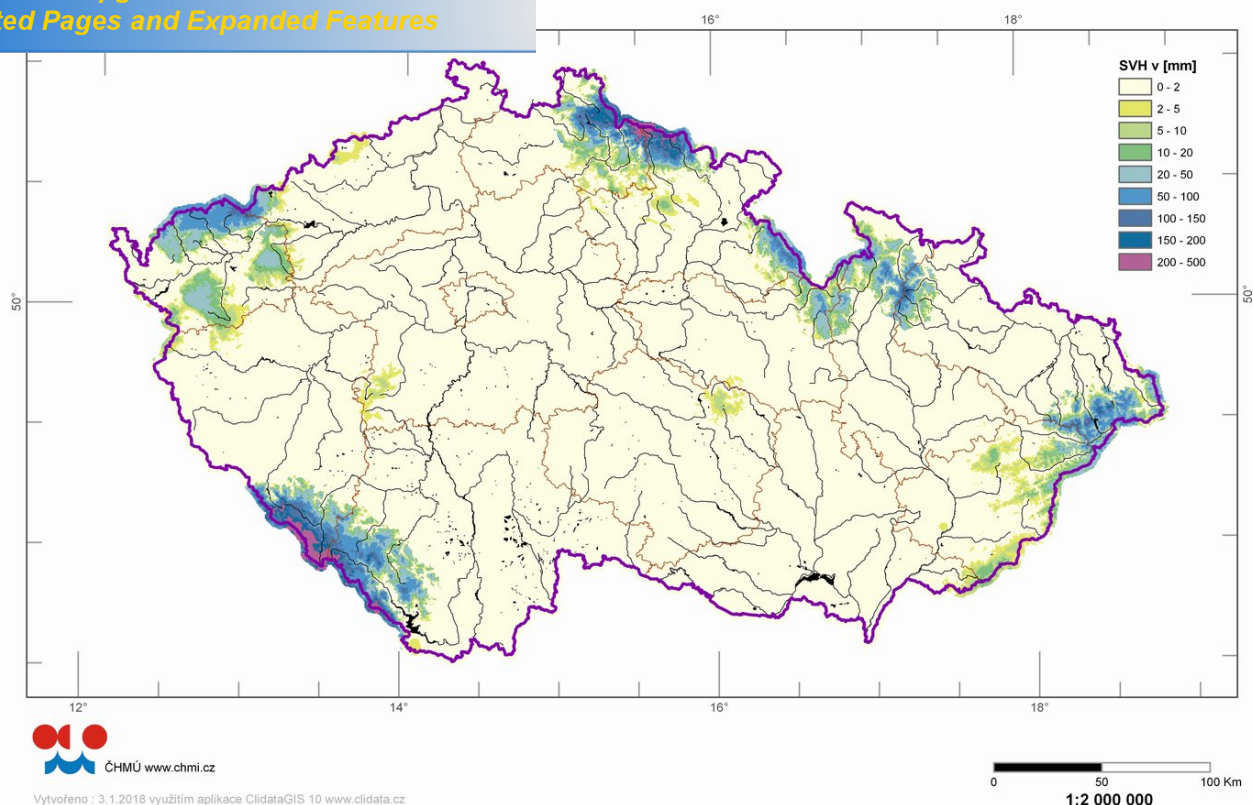 ted Pages and Expanded Features
16°
18°
SVH v [mm]
0 - 2
2 - 5
5 - 10
10 - 20
20 - 50
50 - 100
100 - 150
150 - 200
200 - 500
50°
50°
12°
14°
16°
18°
ČHMÚ www.chmi.cz
0 50 100 Km
1:2 000 000
Vytvořeno : 3.1.2018 využitím aplikace ClidataGIS 10 www.clidata.cz